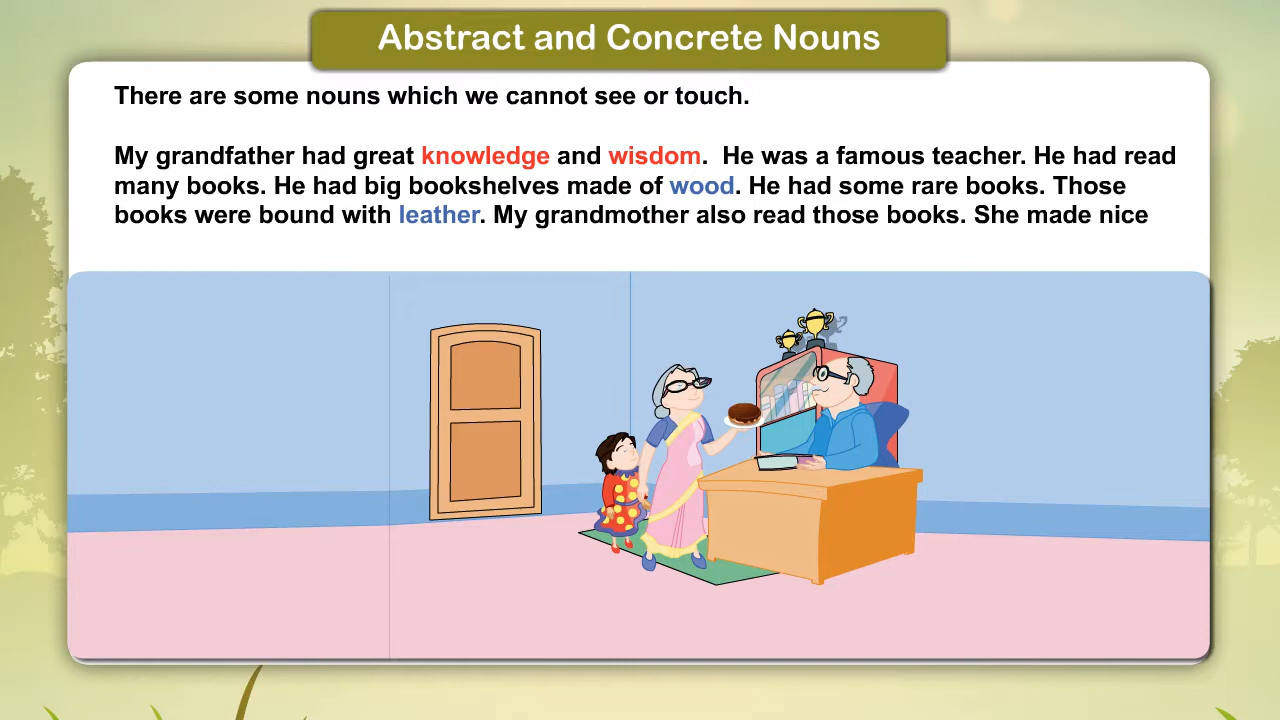 Abstract and Concrete Nouns
There are some nouns which we cannot see or touch.
My grandfather had great knowledge and wisdom.  He was a famous teacher. He had read
many books. He had big bookshelves made of wood. He had some rare books. Those
books were bound with leather. My grandmother also read those books. She made nice